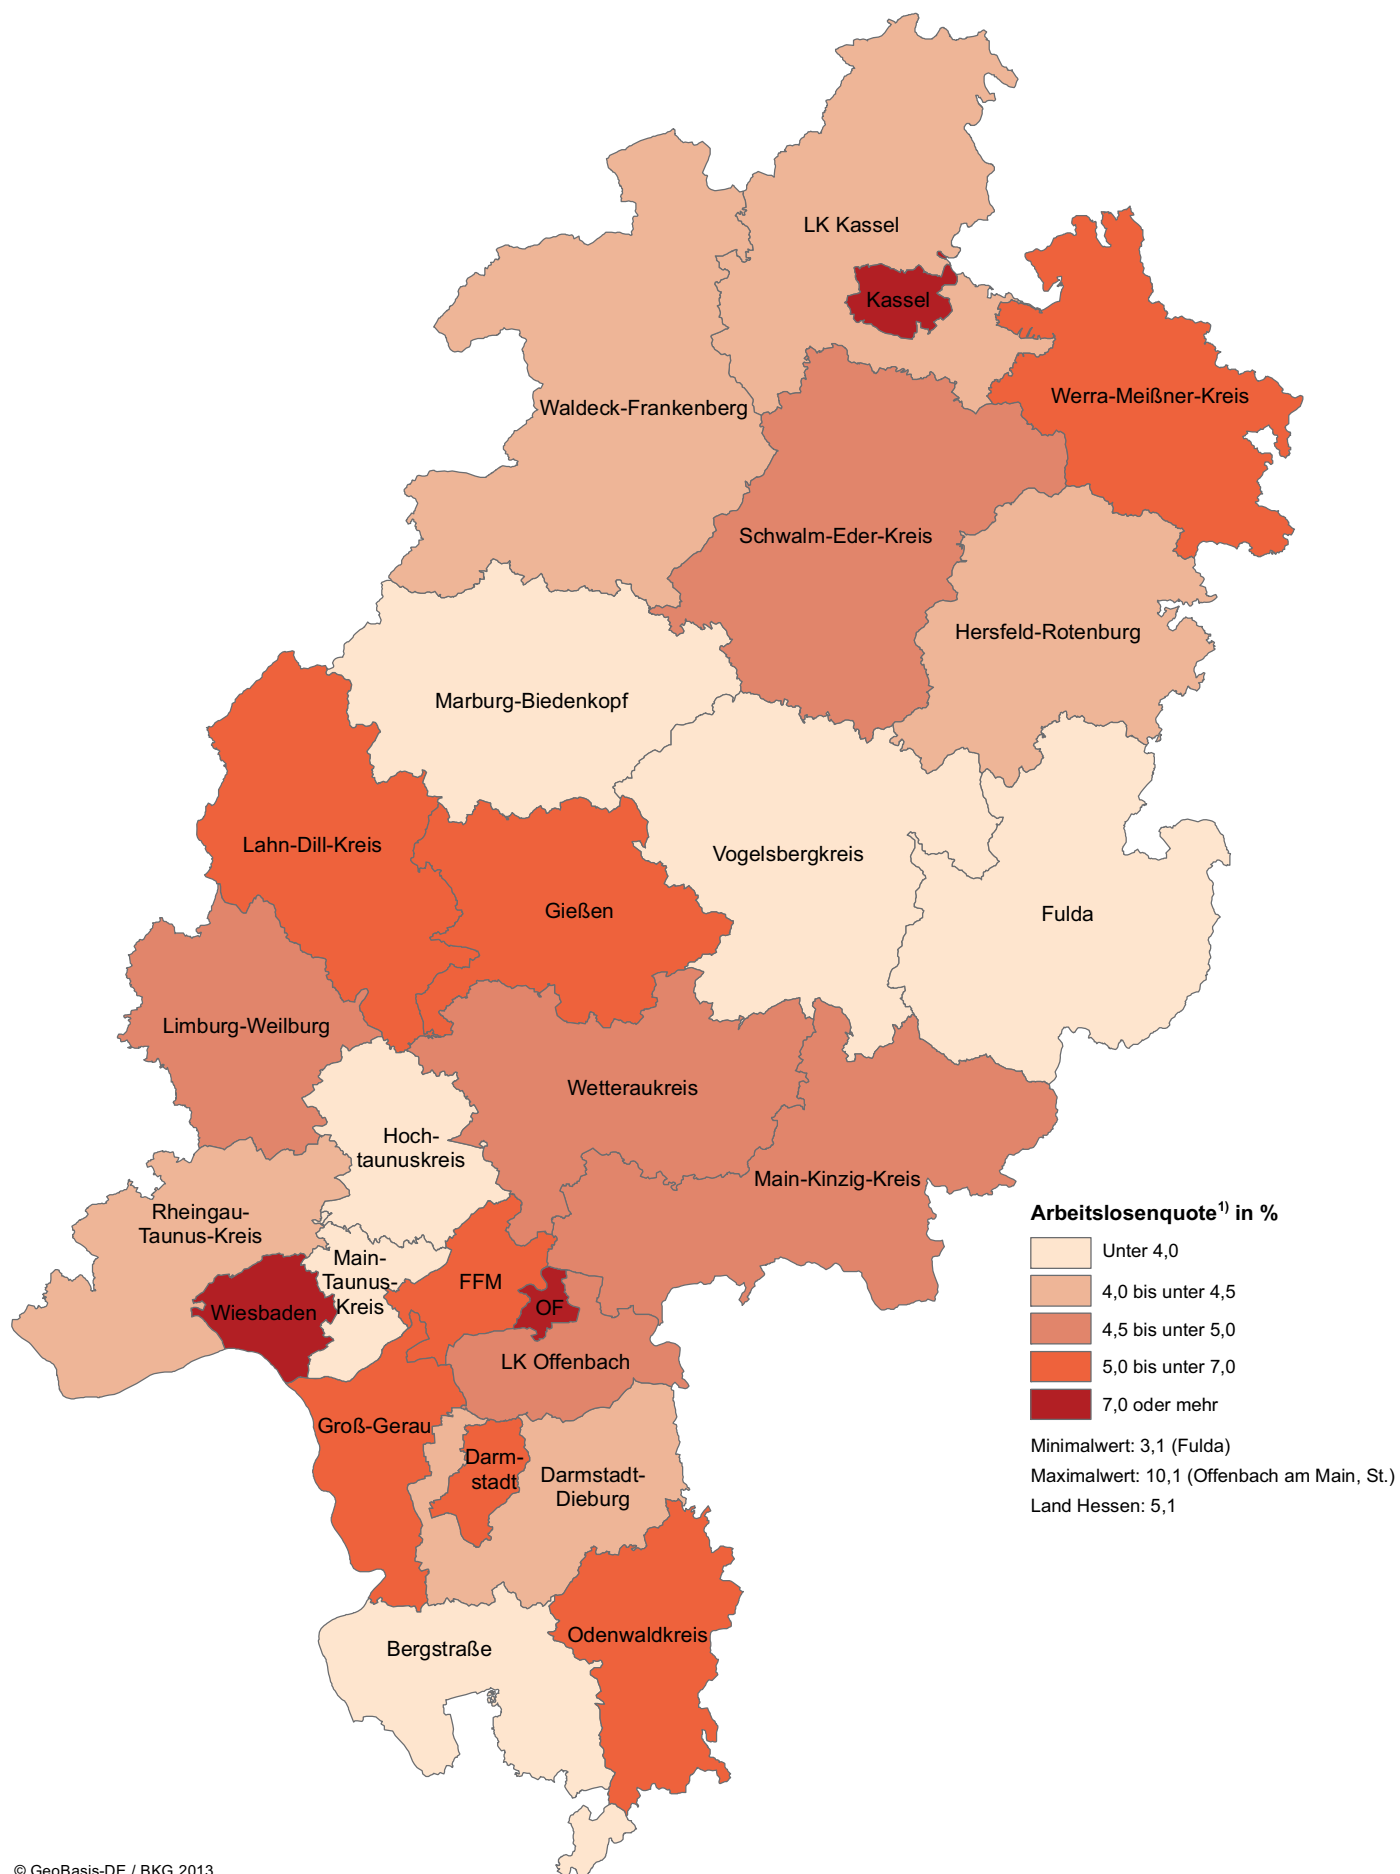 LK Kassel
Kassel
Werra-Meißner-Kreis
Waldeck-Frankenberg
Schwalm-Eder-Kreis
Hersfeld-Rotenburg
Marburg-Biedenkopf
Lahn-Dill-Kreis
Vogelsbergkreis
Gießen
Fulda
Limburg-Weilburg
Wetteraukreis
Hoch-
taunuskreis
Main-Kinzig-Kreis
Rheingau-
Taunus-Kreis
Main-
Taunus-
Kreis
FFM
OF
Wiesbaden
LK Offenbach
Groß-Gerau
Darm-
stadt
Darmstadt-
Dieburg
Odenwaldkreis
Bergstraße
Arbeitslosenquote¹⁾ in %
Unter 4,0
4,0 bis unter 4,5
4,5 bis unter 5,0
5,0 bis unter 7,0
7,0 oder mehr
Minimalwert: 3,1 (Fulda)
Maximalwert: 10,1 (Offenbach am Main, St.)
Land Hessen: 5,1
© GeoBasis-DE / BKG 2013